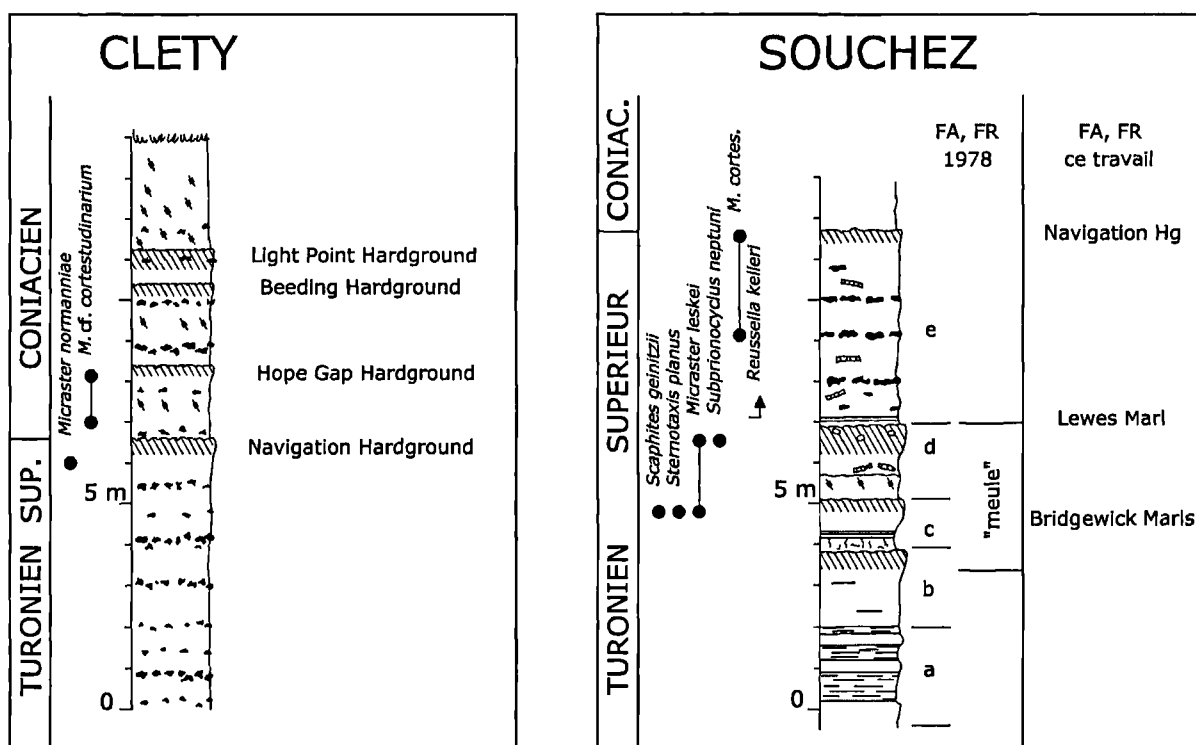 CLETY
CONIACIEN
TURONIEN SUP.
Micraster normanniae
M. cf. cortestudinarium
5 m
0
Light Point Hardground
Beeding Hardground
Hope Gap Hardground
Navigation Hardground
SOUCHEZ
CONIAC.
SUPERIEUR
TURONIEN
Scaphites geinitzii
Sternotaxis planus
Micraster leskei
Subprionocyclus neptuni
M. cortes.
Reussella kelleri
5 m
0
FA, FR
1978
FA, FR
ce travail
e
d
c
b
a
"meule"
Navigation Hg
Lewes Marl
Bridgewick Marls